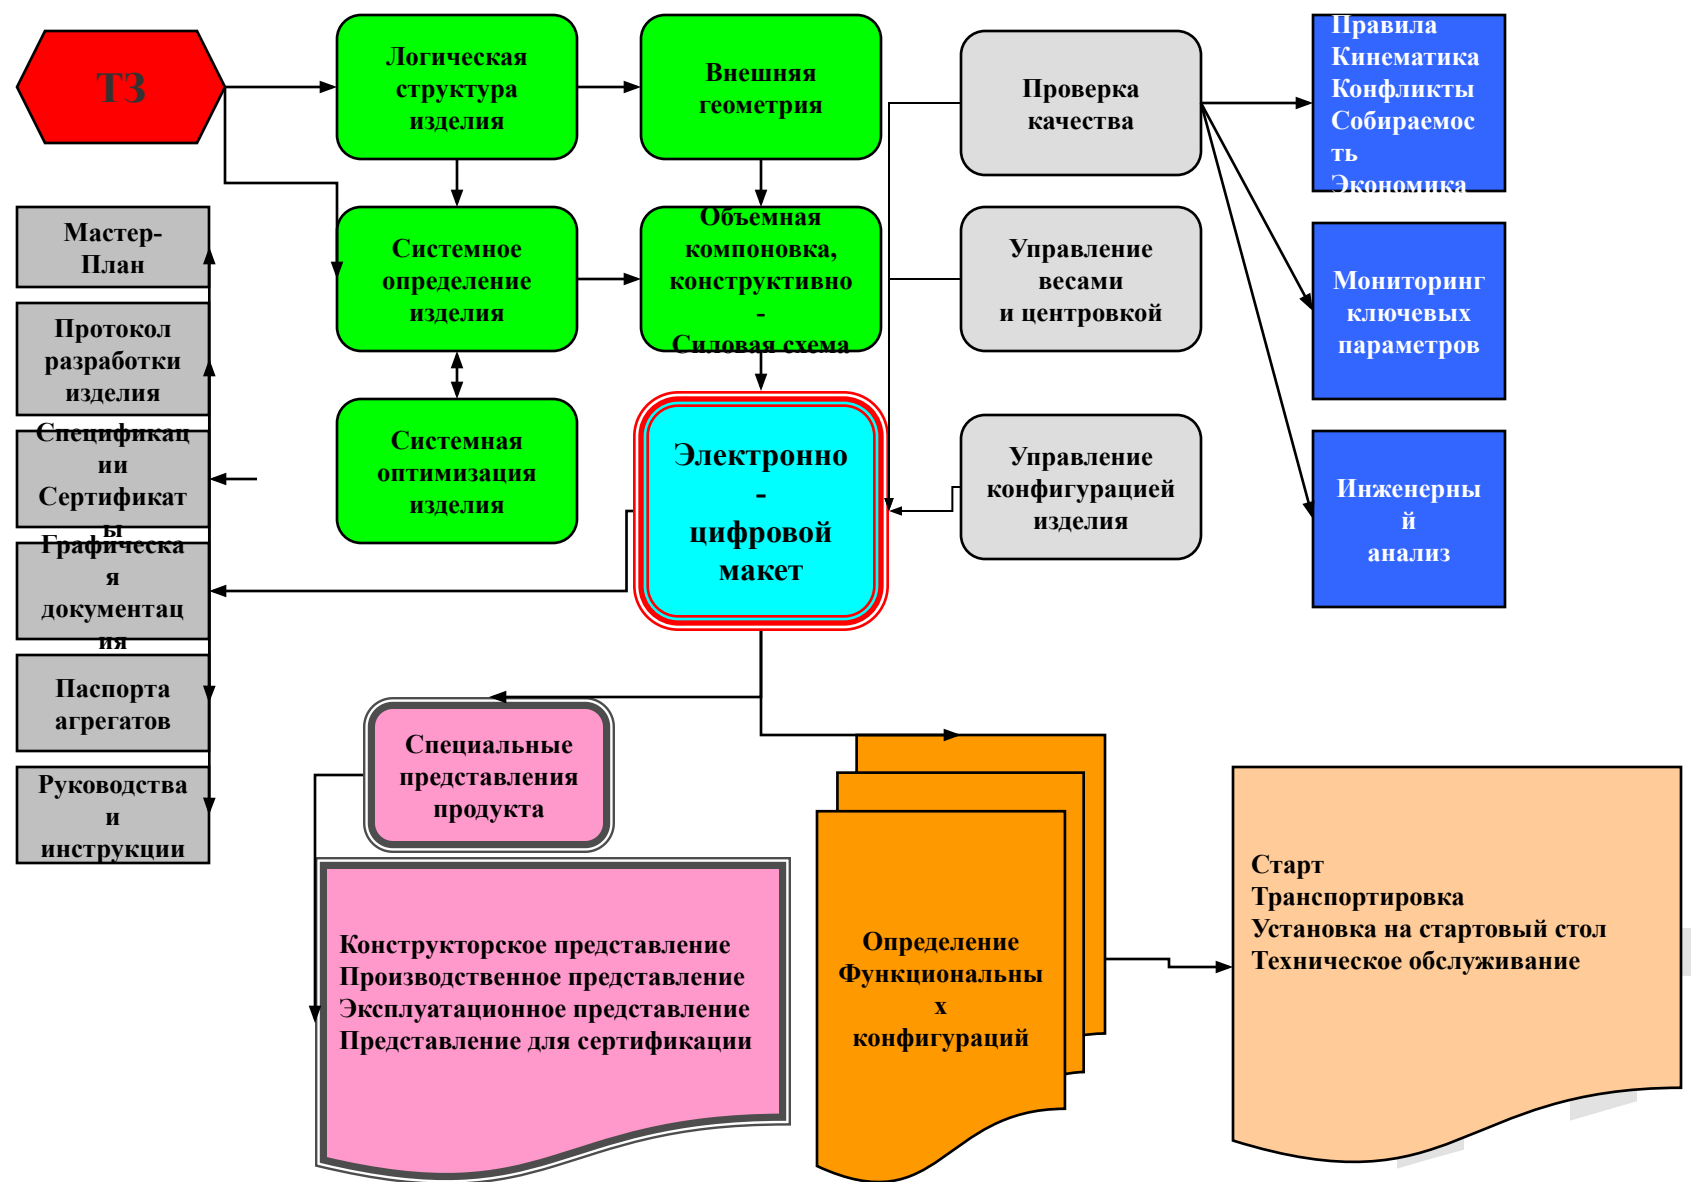 ТЗ
Логическая
структура
изделия
Внешняя
геометрия
Проверка
качества
Правила
Кинематика
Конфликты
Собираемос
ть
Экономика
Мастер-
План
Системное
определение
изделия
Объемная
компоновка,
конструктивно
-
Силовая схема
Управление
весами
и центровкой
Мониторинг
ключевых
параметров
Протокол
разработки
изделия
Спецификац
ии
Сертификат
ы
Системная
оптимизация
изделия
Электронно
-
цифровой
макет
Управление
конфигурацией
изделия
Инженерны
й
анализ
Графическа
я
документац
ия
Паспорта
агрегатов
Руководства
и
инструкции
Специальные
представления
продукта
Конструкторское представление
Производственное представление
Эксплуатационное представление
Представление для сертификации
Определение
Функциональны
х
конфигураций
Старт
Транспортировка
Установка на стартовый стол
Техническое обслуживание